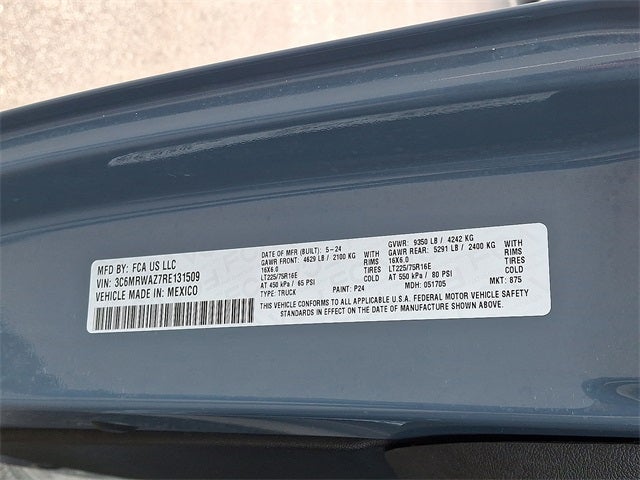 MFD BY: FCA US LLC
VIN: 3C6MRWAZ7RE131509
VEHICLE MADE IN: MEXICO
DATE OF MFR (BUILT): 5-24
GAWR FRONT: 4629 LB / 2100 KG WITH
16X6.0 RIMS
LT225/75R16E TIRES
AT 450 kPa / 65 PSI COLD
TYPE: TRUCK PAINT: P24
GVWR: 9350 LB / 4242 KG
GAWR REAR: 5291 LB / 2400 KG WITH
16X6.0 RIMS
LT225/75R16E TIRES
AT 550 kPa / 80 PSI COLD
MDH: 051705 MKT: 875
THIS VEHICLE CONFORMS TO ALL APPLICABLE U.S.A. FEDERAL MOTOR VEHICLE SAFETY
STANDARDS IN EFFECT ON THE DATE OF MANUFACTURE SHOWN ABOVE.